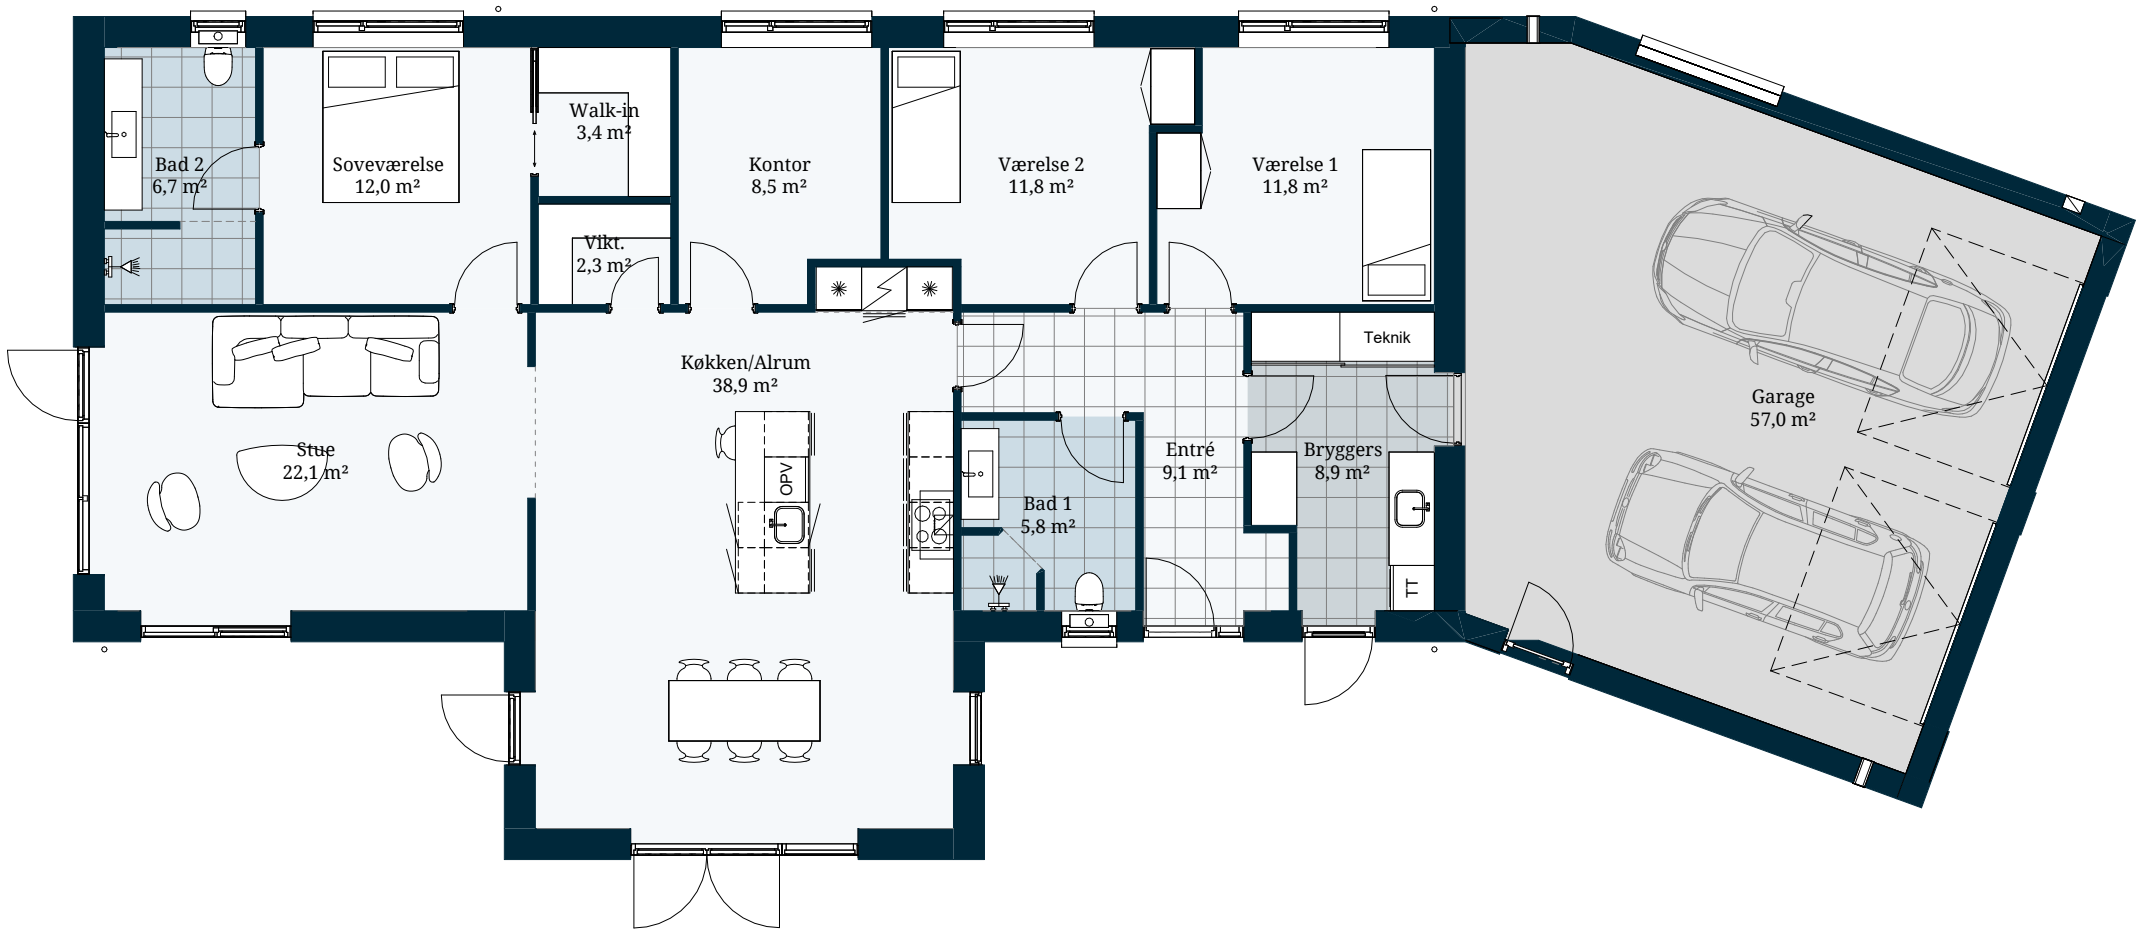 Bad 2
6,7 m²
Soveværelse
12,0 m²
Walk-in
3,4 m²
Vikt.
2,3 m²
Kontor
8,5 m²
Værelse 2
11,8 m²
Værelse 1
11,8 m²
Stue
22,1 m²
Køkken/Alrum
38,9 m²
OPV
Bad 1
5,8 m²
Entré
9,1 m²
Teknik
Bryggers
8,9 m²
TT
Garage
57,0 m²